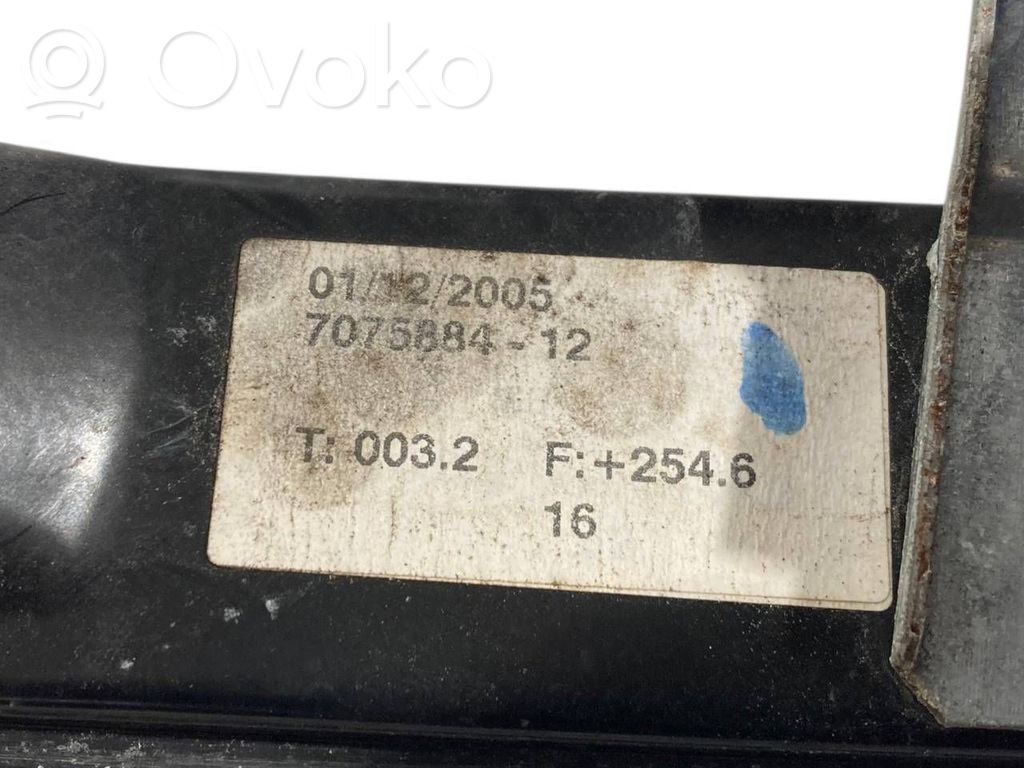 Ovoko
01/12/2005
7075884-12
T: 003.2 F: +254.6
16